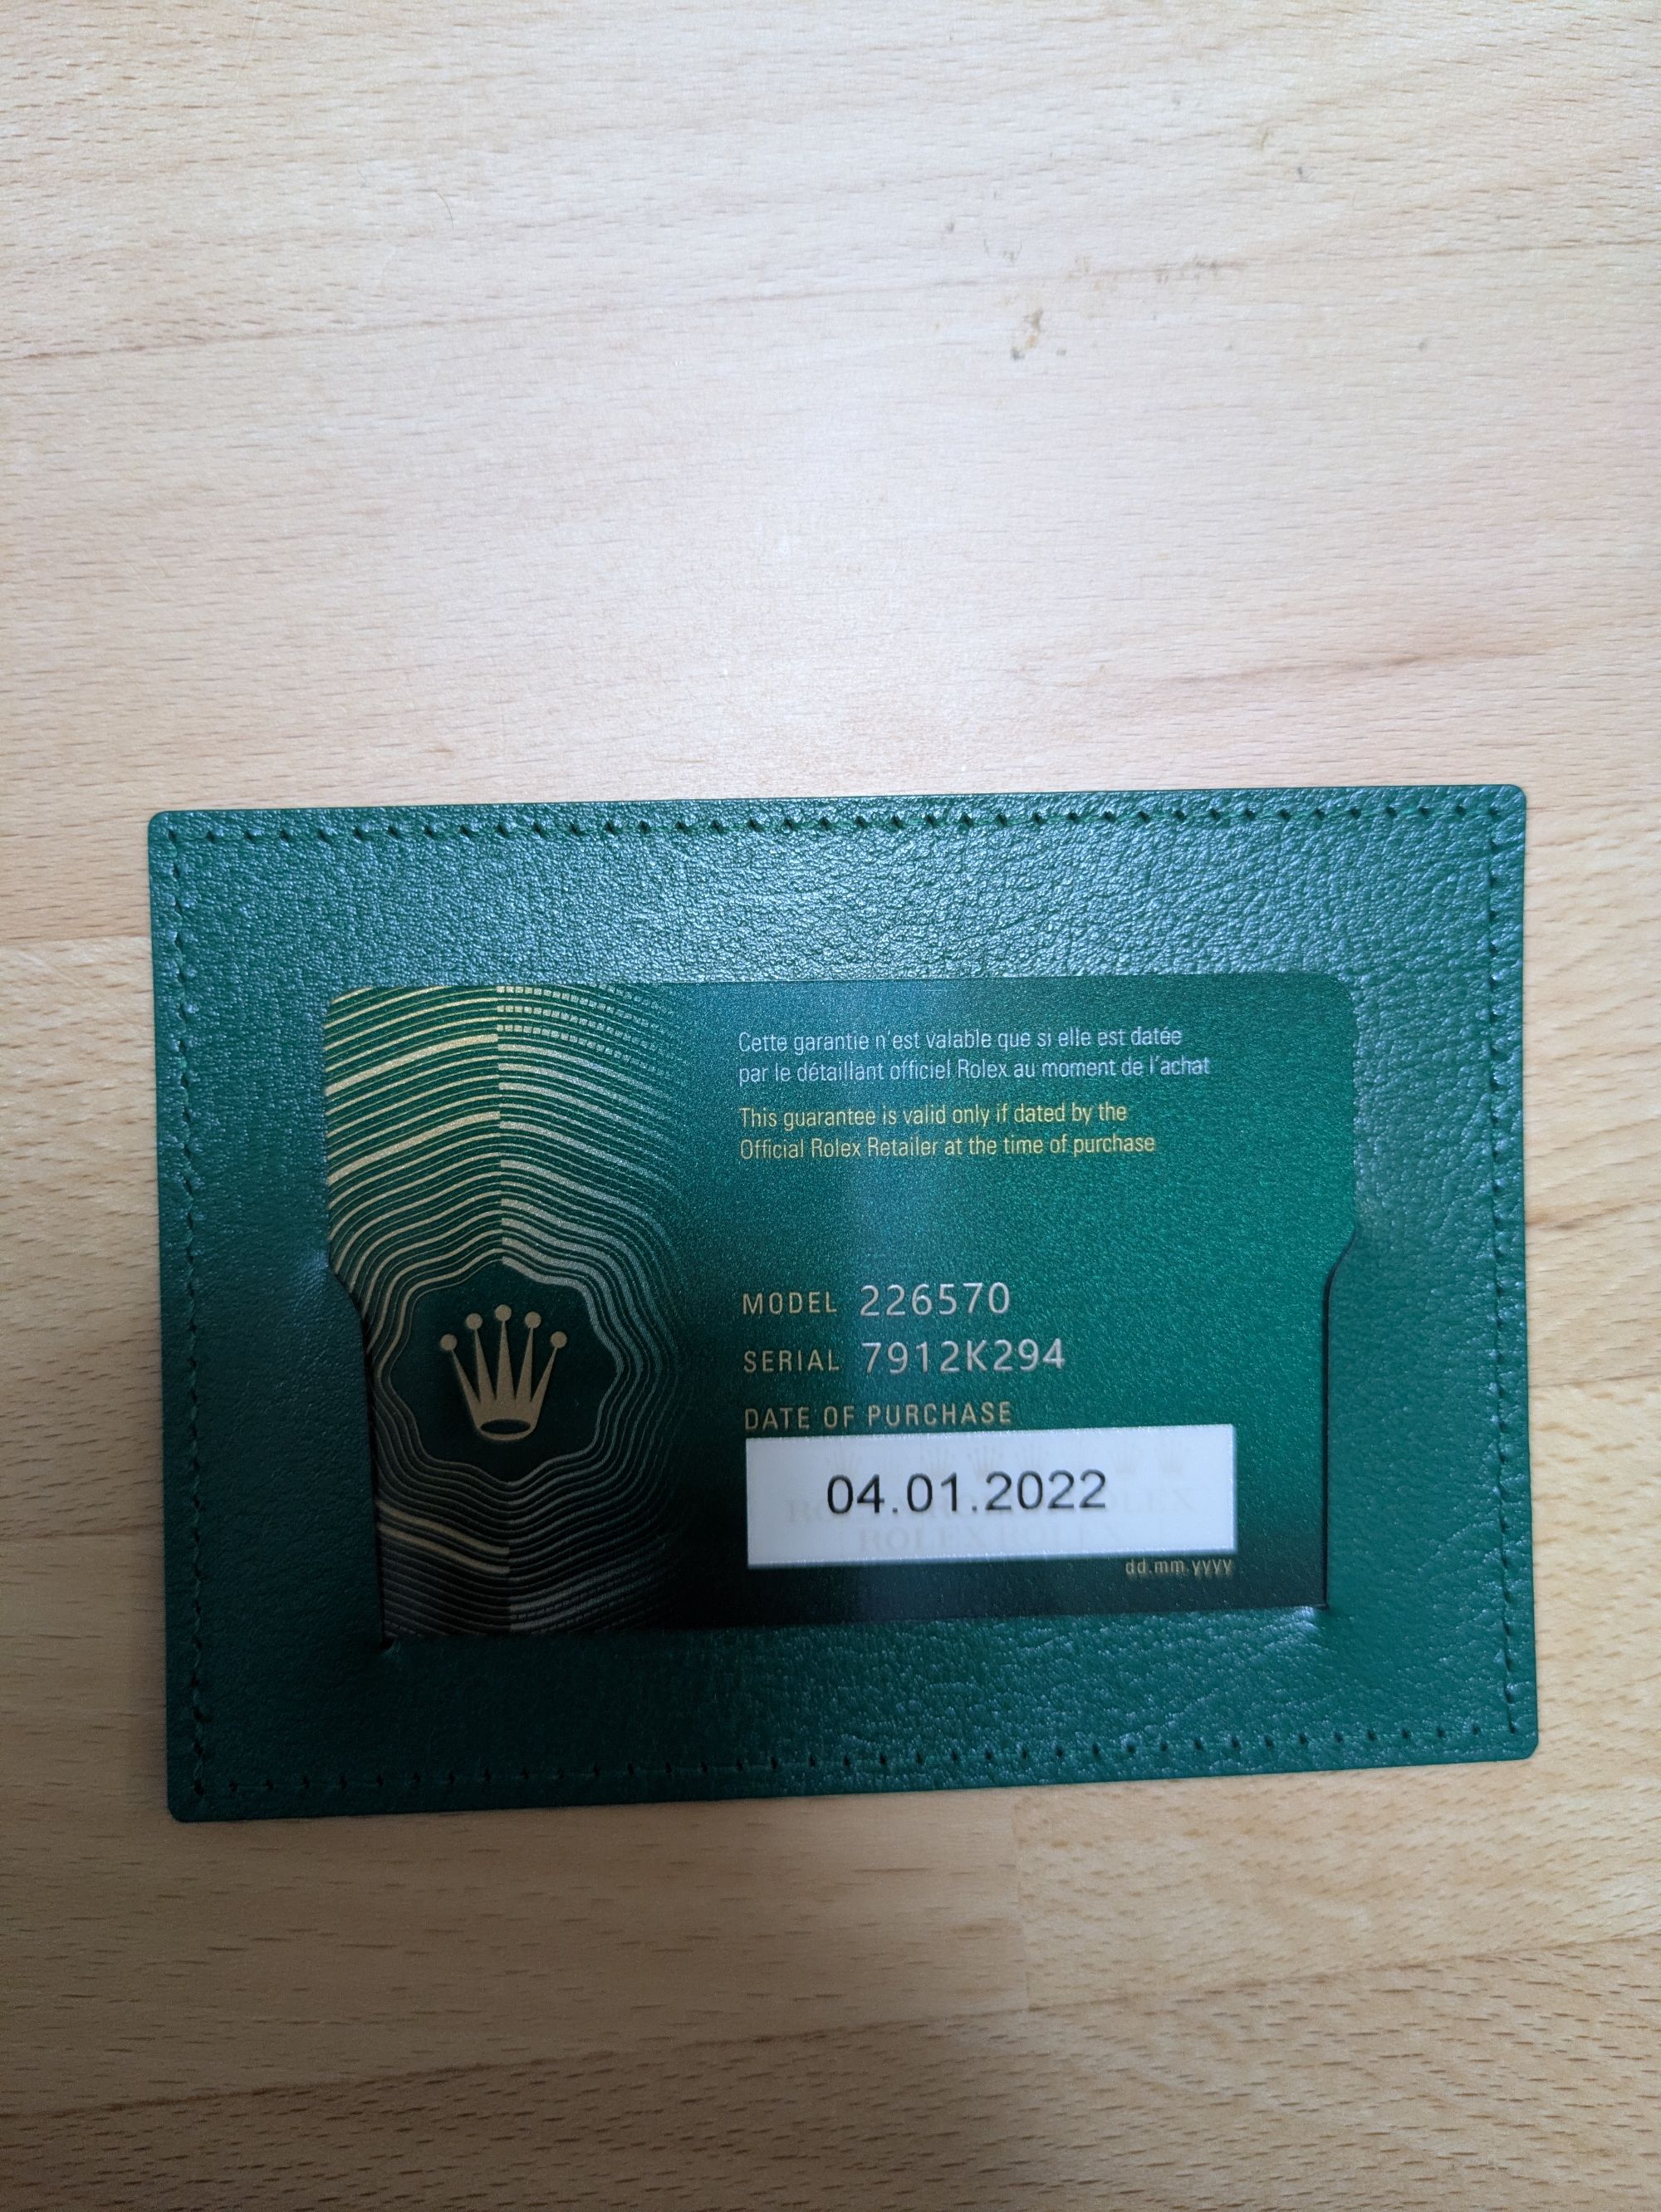 Cette garantie n'est valable que si elle est datée
par le détaillant officiel Rolex au moment de l'achat
This guarantee is valid only if dated by the
Official Rolex Retailer at the time of purchase
MODEL 226570
SERIAL 7912K294
DATE OF PURCHASE
04.01.2022
ROLEX ROLEX
dd.mm.yyyy